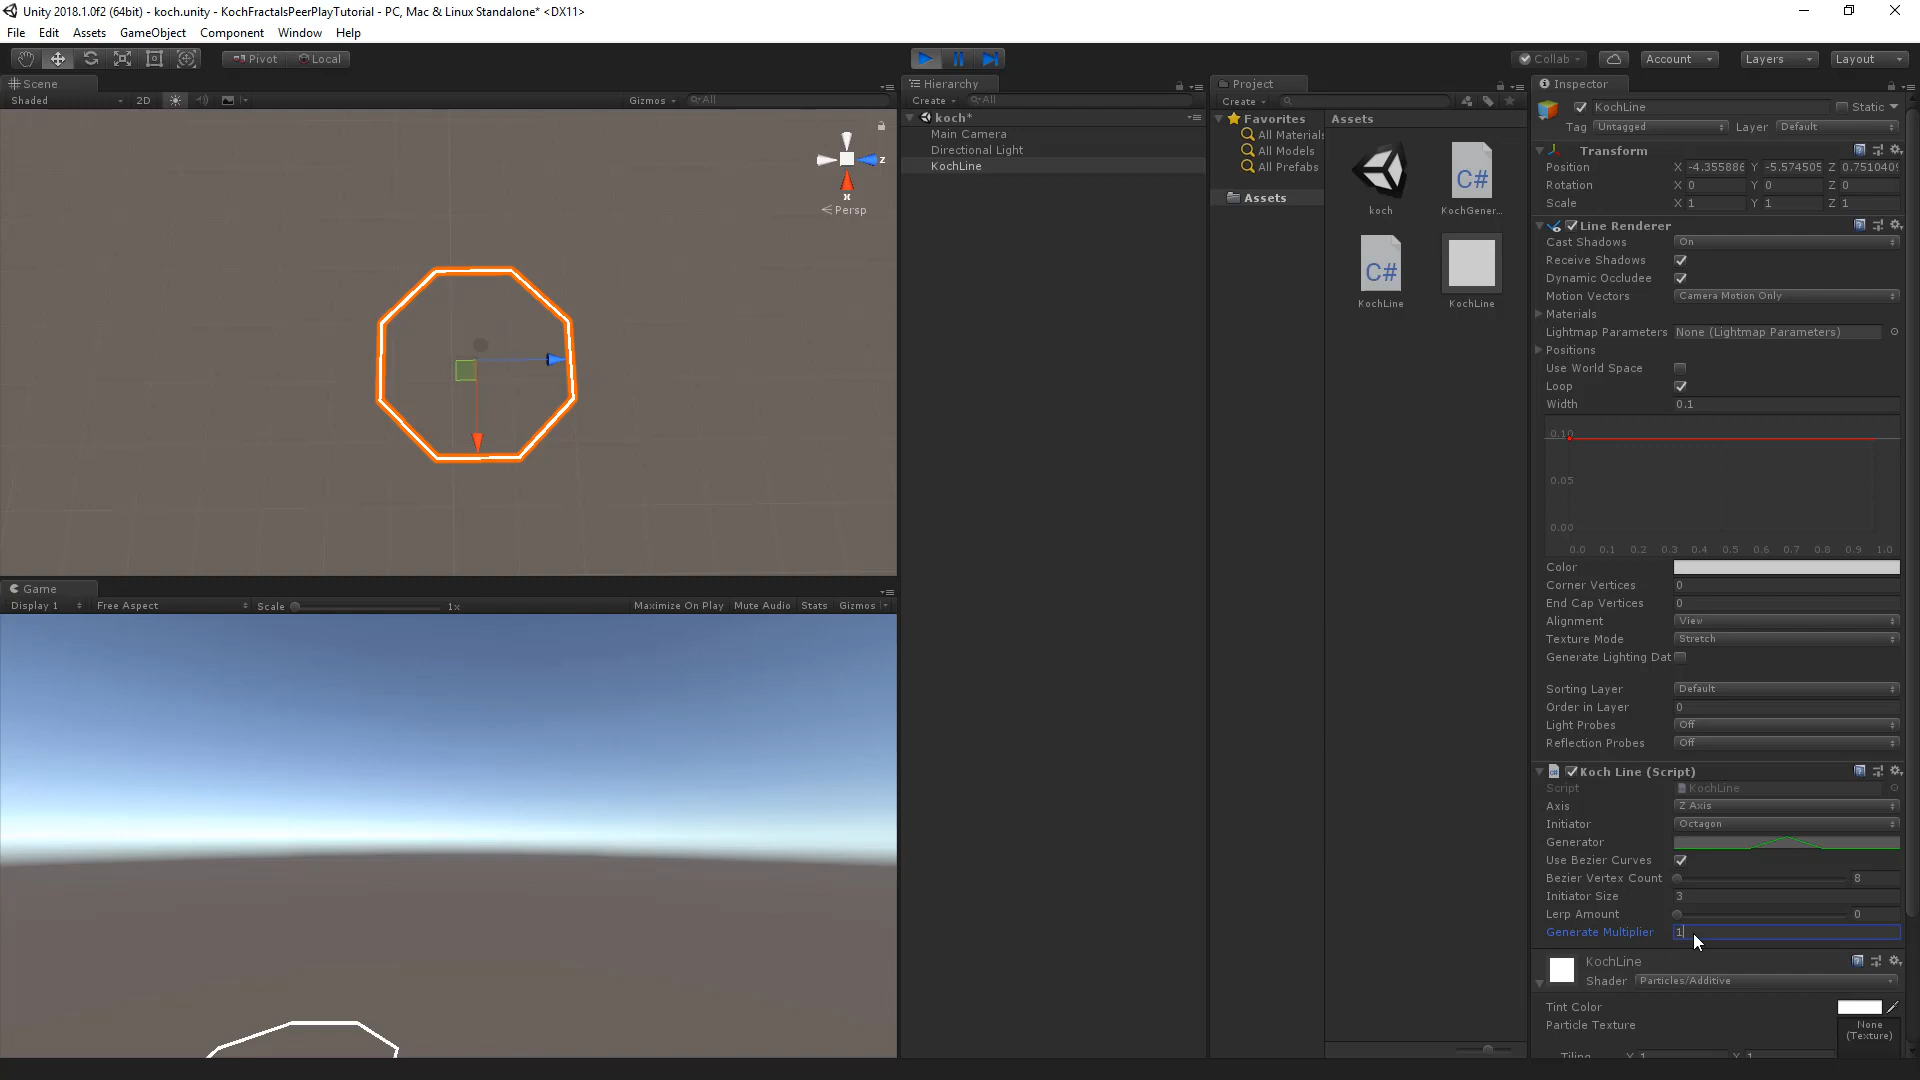 Unity 2018.1.0f2 (64bit) - koch.unity - KochFractalsPeerPlayTutorial - PC, Mac & Linux Standalone* <DX11>
File Edit Assets GameObject Component Window Help
Pivot Local Collab Account Layers Layout
Scene
Shaded 2D Gizmos All
z
x
Persp
Game
Display 1 Free Aspect Scale 1x Maximize On Play Mute Audio Stats Gizmos
Hierarchy
Create All
koch*
Main Camera
Directional Light
KochLine
Project
Create
Favorites
All Materials
All Models
All Prefabs
Assets
Assets
koch
C#
KochGener...
C#
KochLine
KochLine
Inspector
KochLine Static
Tag Untagged Layer Default
Transform
Position X -4.355886 Y -5.574505 Z 0.7510409
Rotation X 0 Y 0 Z 0
Scale X 1 Y 1 Z 1
Line Renderer
Cast Shadows On
Receive Shadows
Dynamic Occludee
Motion Vectors Camera Motion Only
Materials
Lightmap Parameters None (Lightmap Parameters)
Positions
Use World Space
Loop
Width 0.1
0.10
0.05
0.00
0.0 0.1 0.2 0.3 0.4 0.5 0.6 0.7 0.8 0.9 1.0
Color
Corner Vertices 0
End Cap Vertices 0
Alignment View
Texture Mode Stretch
Generate Lighting Dat
Sorting Layer Default
Order in Layer 0
Light Probes Off
Reflection Probes Off
Koch Line (Script)
Script KochLine
Axis Z Axis
Initiator Octagon
Generator
Use Bezier Curves
Bezier Vertex Count 8
Initiator Size 3
Lerp Amount 0
Generate Multiplier 1
KochLine
Shader Particles/Additive
Tint Color
Particle Texture None
(Texture)
Tiling X 1 Y 1